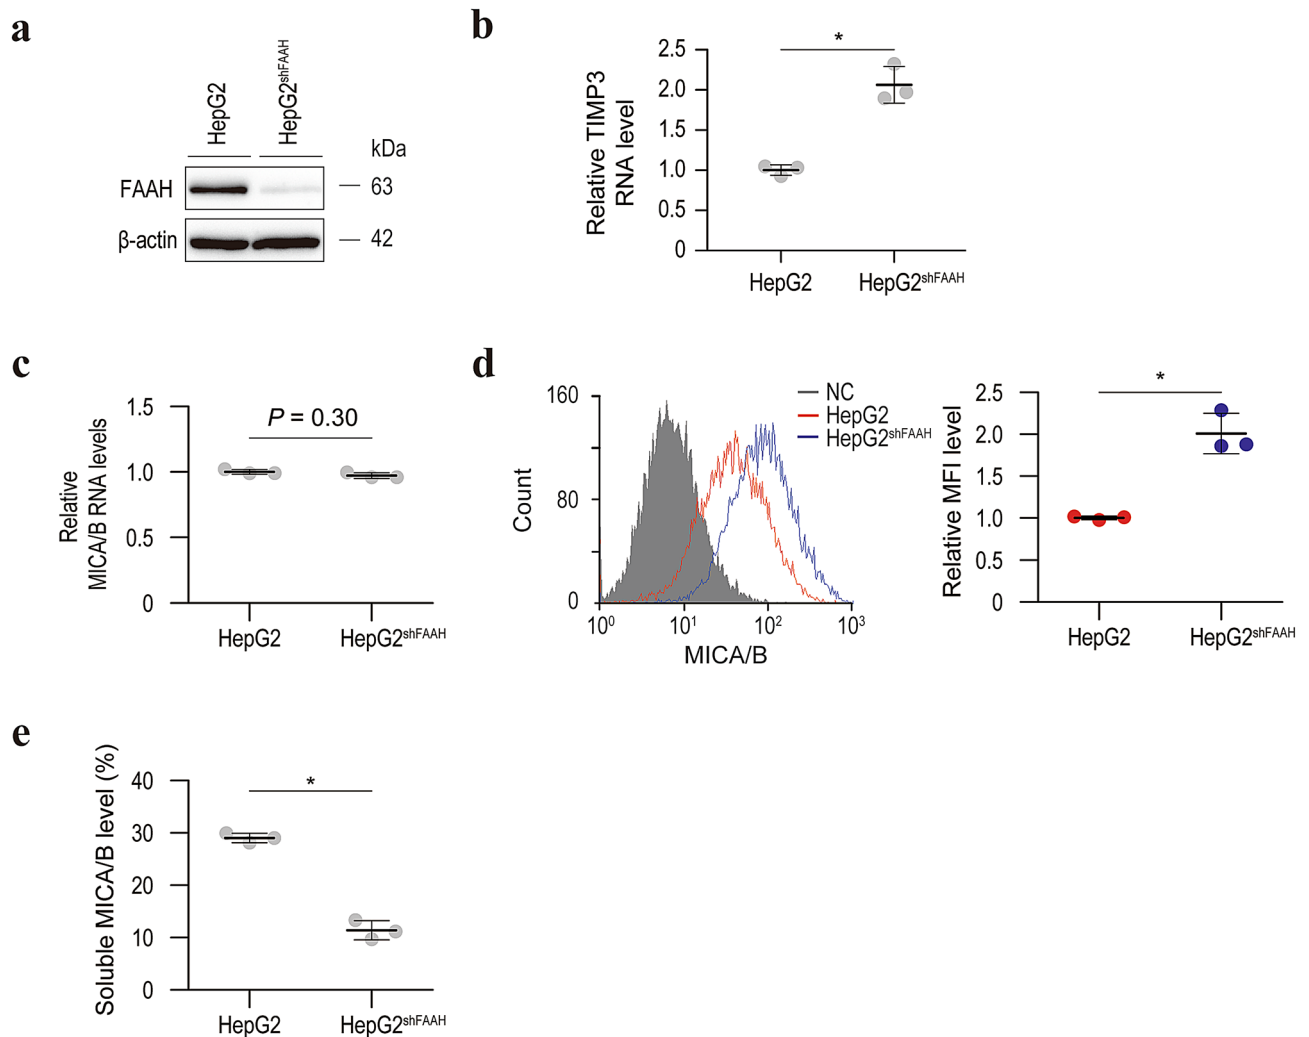 a
HepG2
HepG2shFAAH
kDa
FAAH
63
β-actin
42
b
Relative TIMP3
RNA level
2.5
2.0
1.5
1.0
0.5
0
*
HepG2
HepG2shFAAH
c
Relative
MICA/B RNA levels
1.5
1.0
0.5
0
P = 0.30
HepG2
HepG2shFAAH
d
Count
160
80
0
NC
HepG2
HepG2shFAAH
10⁰
10¹
10²
10³
MICA/B
Relative MFI level
2.5
2.0
1.5
1.0
0.5
0
*
HepG2
HepG2shFAAH
e
Soluble MICA/B level (%)
40
30
20
10
0
*
HepG2
HepG2shFAAH